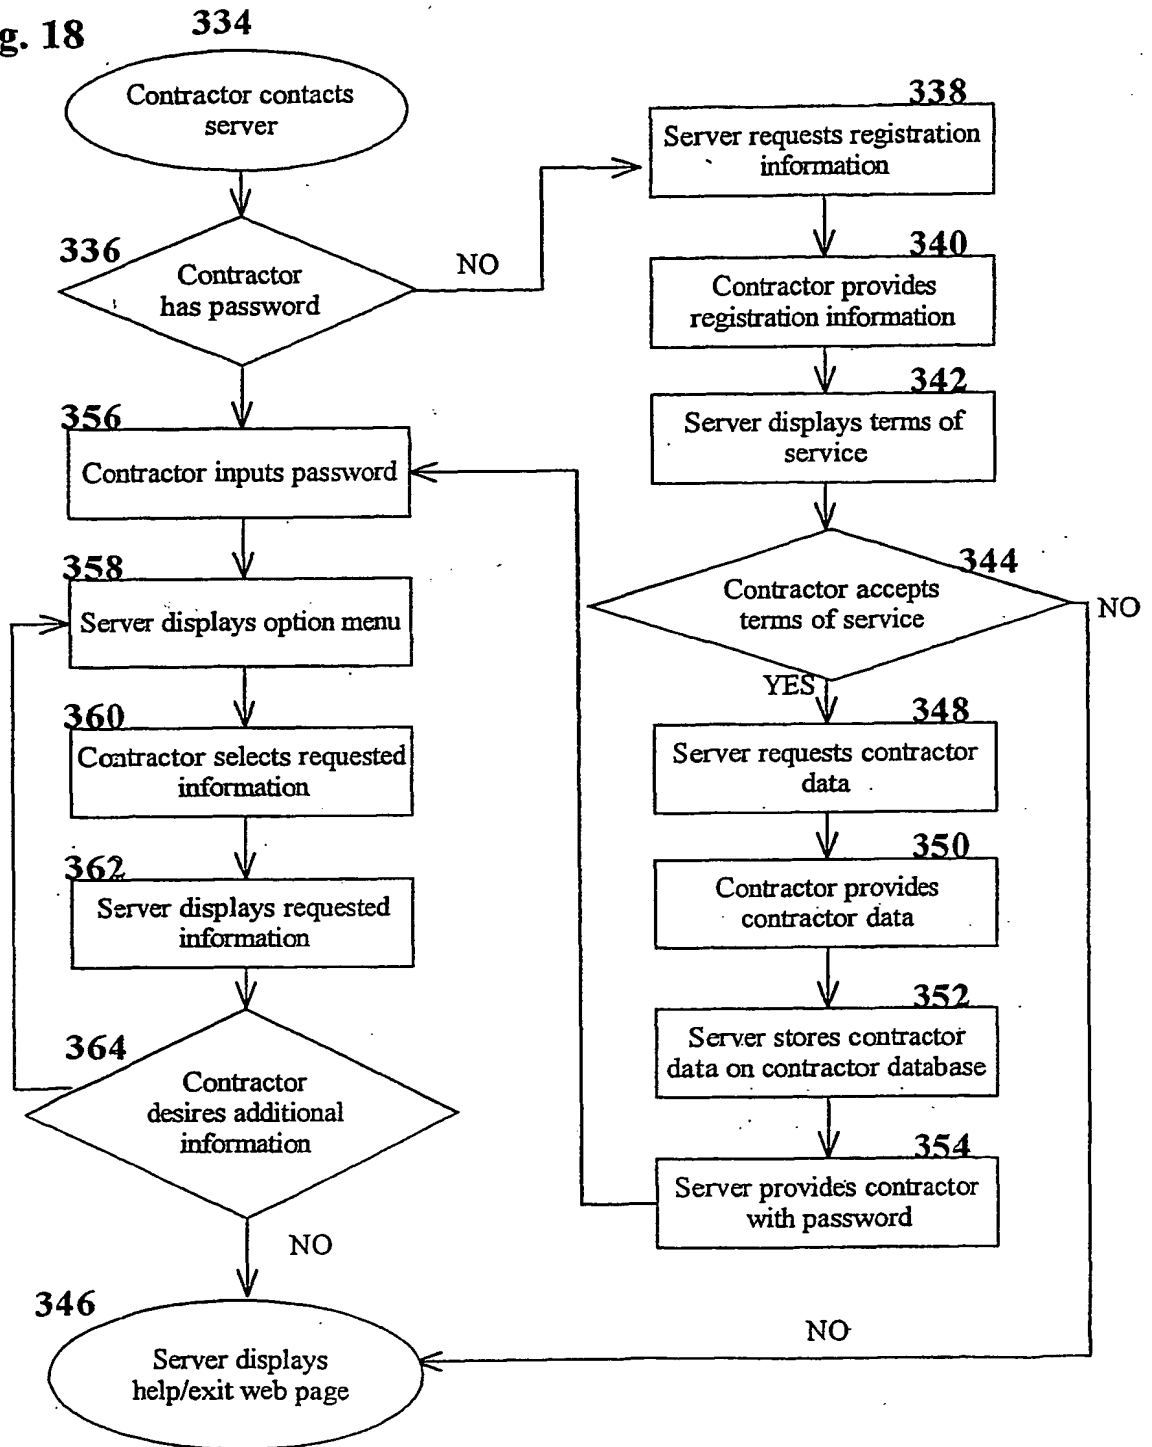 g. 18
334
Contractor contacts
server
336
Contractor
has password
NO
338
Server requests registration
information
340
Contractor provides
registration information
342
Server displays terms of
service
344
Contractor accepts
terms of service
NO
YES
348
Server requests contractor
data
350
Contractor provides
contractor data
352
Server stores contractor
data on contractor database
354
Server provides contractor
with password
356
Contractor inputs password
358
Server displays option menu
360
Contractor selects requested
information
362
Server displays requested
information
364
Contractor
desires additional
information
NO
346
Server displays
help/exit web page
NO